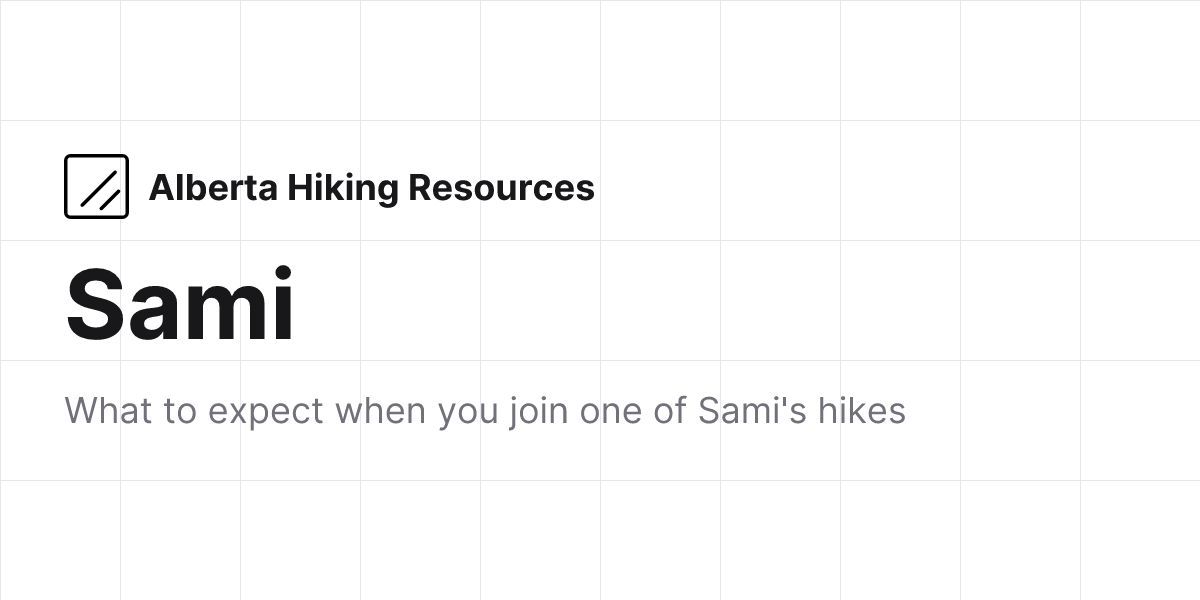 Alberta Hiking Resources
Sami
What to expect when you join one of Sami's hikes